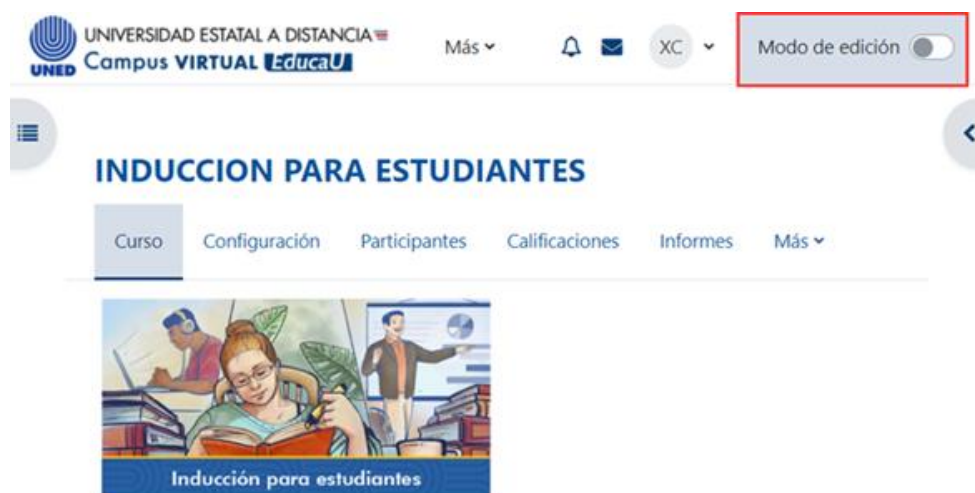 UNIVERSIDAD ESTATAL A DISTANCIA
UNED Campus VIRTUAL EducaU
Más
XC
Modo de edición
INDUCCION PARA ESTUDIANTES
Curso Configuración Participantes Calificaciones Informes Más
Inducción para estudiantes